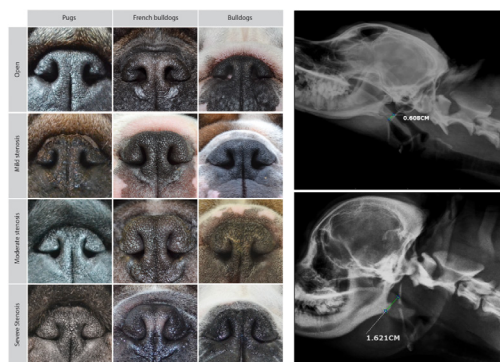 Pugs
French bulldogs
Bulldogs
Open
Mild stenosis
Moderate stenosis
Severe Stenosis
0.808CM
1.621CM